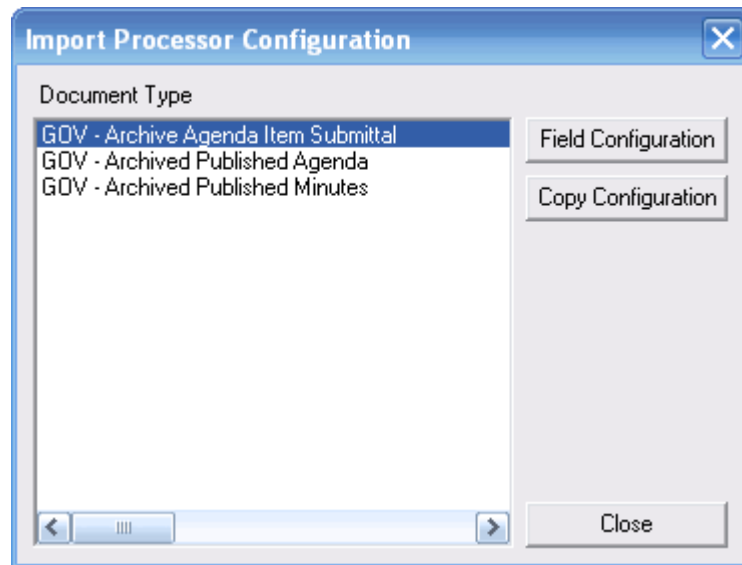 Import Processor Configuration
Document Type
GOV - Archive Agenda Item Submittal
GOV - Archived Published Agenda
GOV - Archived Published Minutes
Field Configuration
Copy Configuration
Close